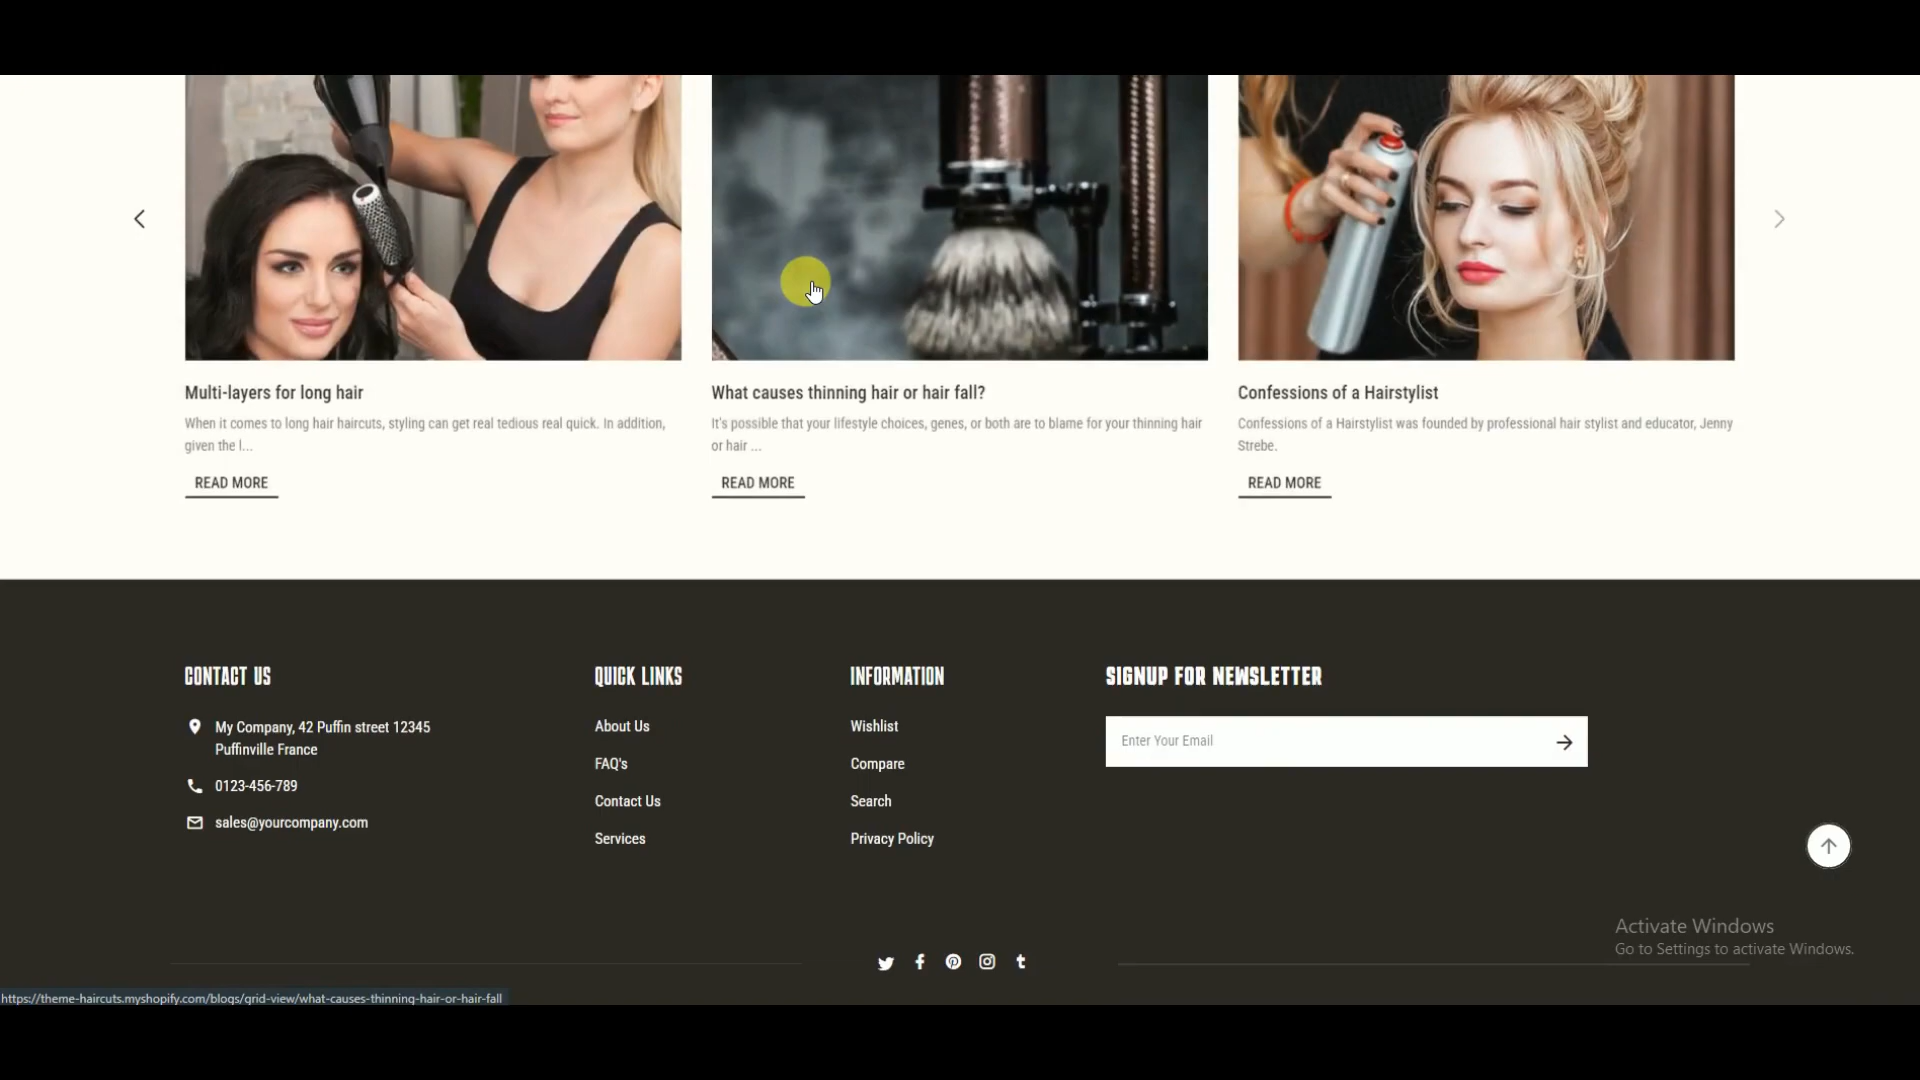 Multi-layers for long hair
When it comes to long hair haircuts, styling can get real tedious real quick. In addition,
given the l...
READ MORE
What causes thinning hair or hair fall?
It's possible that your lifestyle choices, genes, or both are to blame for your thinning hair
or hair ...
READ MORE
Confessions of a Hairstylist
Confessions of a Hairstylist was founded by professional hair stylist and educator, Jenny
Strebe.
READ MORE
CONTACT US
My Company, 42 Puffin street 12345
Puffinville France
0123-456-789
sales@yourcompany.com
QUICK LINKS
About Us
FAQ's
Contact Us
Services
INFORMATION
Wishlist
Compare
Search
Privacy Policy
SIGNUP FOR NEWSLETTER
Enter Your Email
Activate Windows
Go to Settings to activate Windows.
https://theme-haircuts.myshopify.com/blogs/grid-view/what-causes-thinning-hair-or-hair-fall